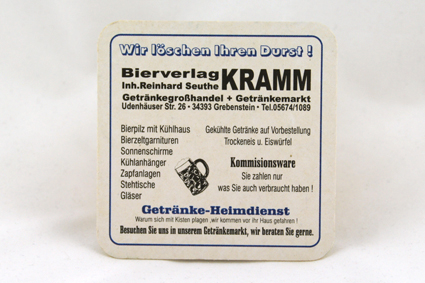 Wir löschen Ihren Durst !
Bierverlag KRAMM
Inh.Reinhard Seuthe
Getränkegroßhandel + Getränkemarkt
Udenhäuser Str. 26 · 34393 Grebenstein · Tel.05674/1089
Bierpilz mit Kühlhaus
Bierzeltgarnituren
Sonnenschirme
Kühlanhänger
Zapfanlagen
Stehtische
Gläser
Gekühlte Getränke auf Vorbestellung
Trockeneis u. Eiswürfel
Kommisionsware
Sie zahlen nur
was Sie auch verbraucht haben !
Getränke-Heimdienst
Warum sich mit Kisten plagen ,wir kommen vor Ihr Haus gefahren !
Besuchen Sie uns in unserem Getränkemarkt, wir beraten Sie gerne.